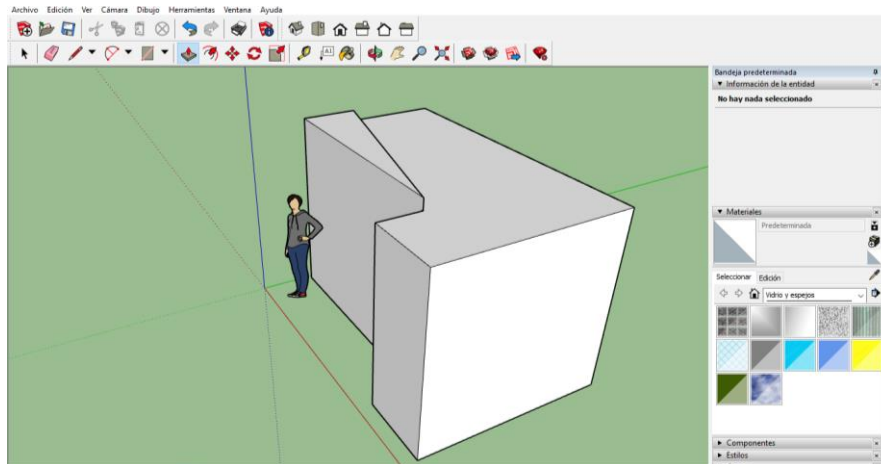 Archivo Edición Ver Cámara Dibujo Herramientas Ventana Ayuda
A1
Bandeja predeterminada
Información de la entidad
No hay nada seleccionado
Materiales
Predeterminada
Seleccionar Edición
Vidrio y espejos
Componentes
Estilos